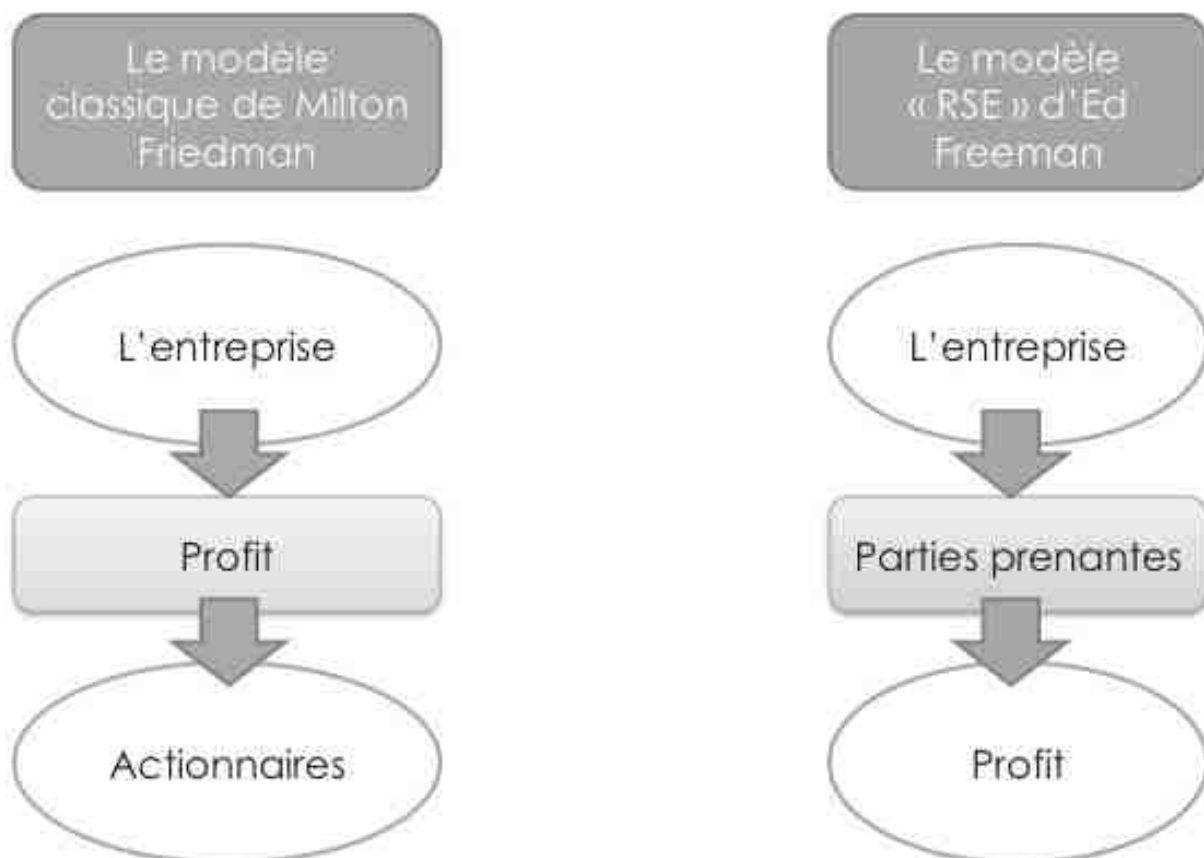 Le modèle
classique de Milton
Friedman
L'entreprise
Profit
Actionnaires
Le modèle
« RSE » d'Ed
Freeman
L'entreprise
Parties prenantes
Profit